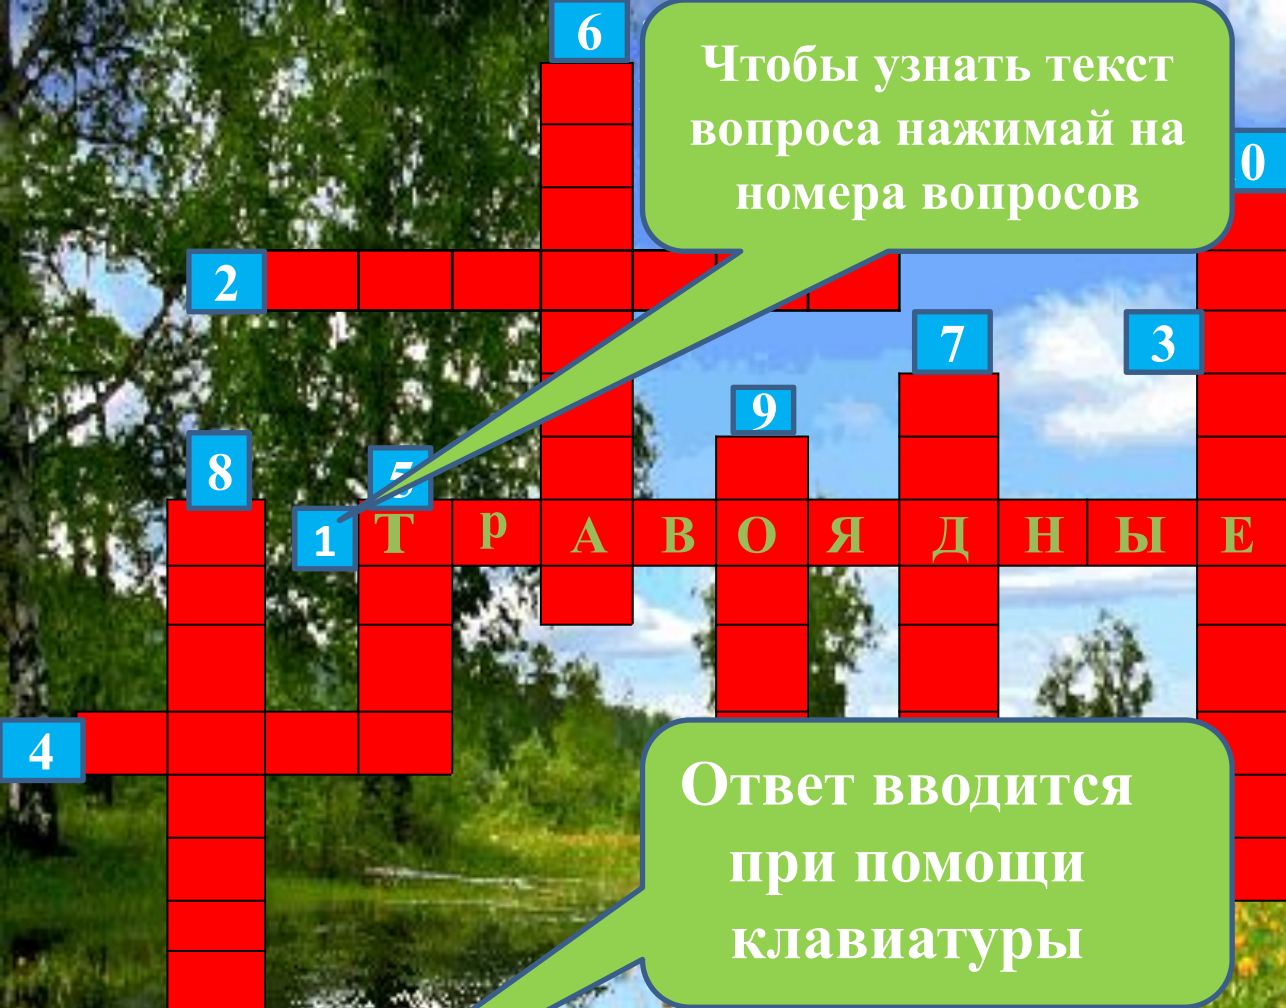 6
Чтобы узнать текст
вопроса нажимай на
номера вопросов
0
2
7
3
9
8
5
1
Т р А В О Я Д Н Ы Е
4
Ответ вводится
при помощи
клавиатуры